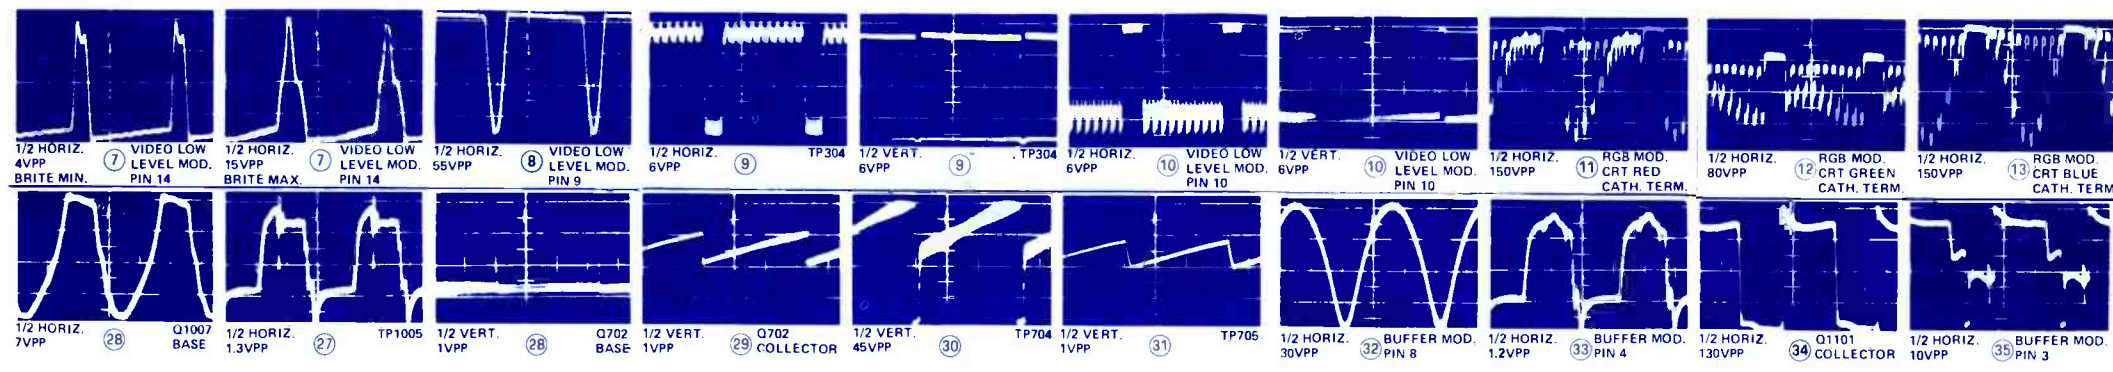 1/2 HORIZ.
4VPP
BRITE MIN.
7
VIDEO LOW
LEVEL MOD.
PIN 14
1/2 HORIZ.
15VPP
BRITE MAX.
7
VIDEO LOW
LEVEL MOD.
PIN 14
1/2 HORIZ.
55VPP
8
VIDEO LOW
LEVEL MOD.
PIN 9
1/2 HORIZ.
6VPP
9
TP304
1/2 VERT.
6VPP
9
TP304
1/2 HORIZ.
6VPP
10
VIDEO LOW
LEVEL MOD.
PIN 10
1/2 VERT.
6VPP
10
VIDEO LOW
LEVEL MOD.
PIN 10
1/2 HORIZ.
150VPP
11
RGB MOD.
CRT RED
CATH. TERM.
1/2 HORIZ.
80VPP
12
RGB MOD.
CRT GREEN
CATH. TERM.
1/2 HORIZ.
150VPP
13
RGB MOD.
CRT BLUE
CATH. TERM
1/2 HORIZ.
7VPP
28
Q1007
BASE
1/2 HORIZ.
1.3VPP
27
TP1005
1/2 VERT.
1VPP
28
Q702
BASE
1/2 VERT.
1VPP
29
Q702
COLLECTOR
1/2 VERT.
45VPP
30
TP704
1/2 VERT.
1VPP
31
TP705
1/2 HORIZ.
30VPP
32
BUFFER MOD.
PIN 8
1/2 HORIZ.
1.2VPP
33
BUFFER MOD.
PIN 4
1/2 HORIZ.
130VPP
34
Q1101
COLLECTOR
1/2 HORIZ.
10VPP
35
BUFFER MOD.
PIN 3